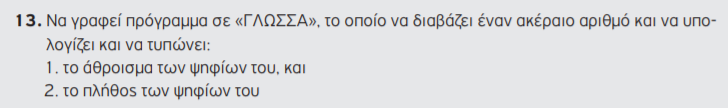 13. Να γραφεί πρόγραμμα σε «ΓΛΩΣΣΑ», το οποίο να διαβάζει έναν ακέραιο αριθμό και να υπο-
λογίζει και να τυπώνει:
1. το άθροισμα των ψηφίων του, και
2. το πλήθος των ψηφίων του